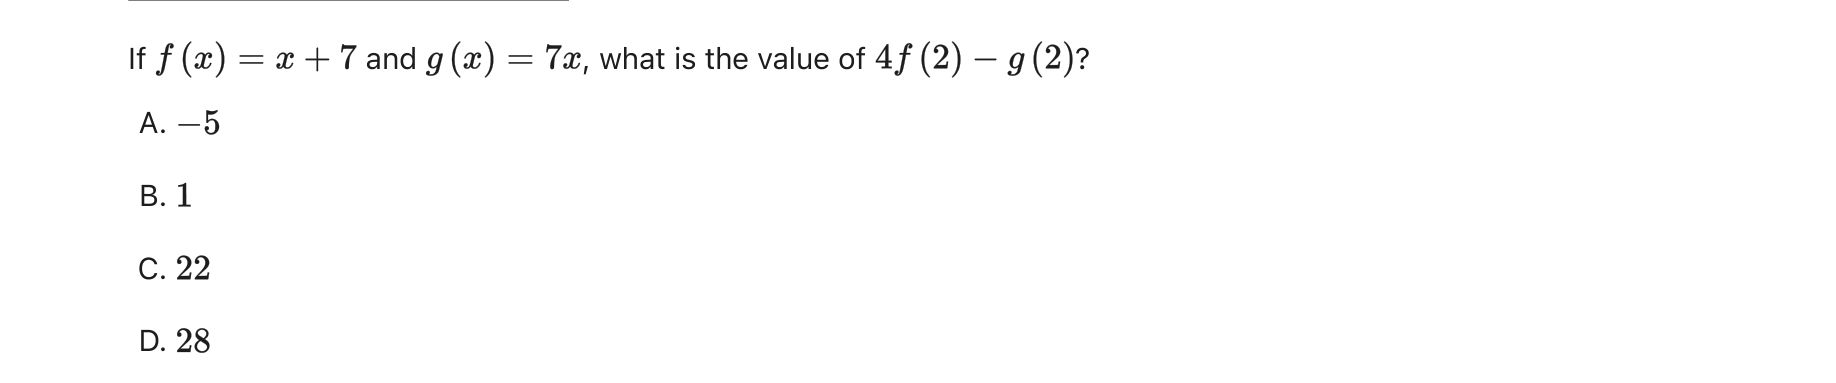 If f(x) = x + 7 and g(x) = 7x, what is the value of 4f(2) − g(2)?
A. −5
B. 1
C. 22
D. 28